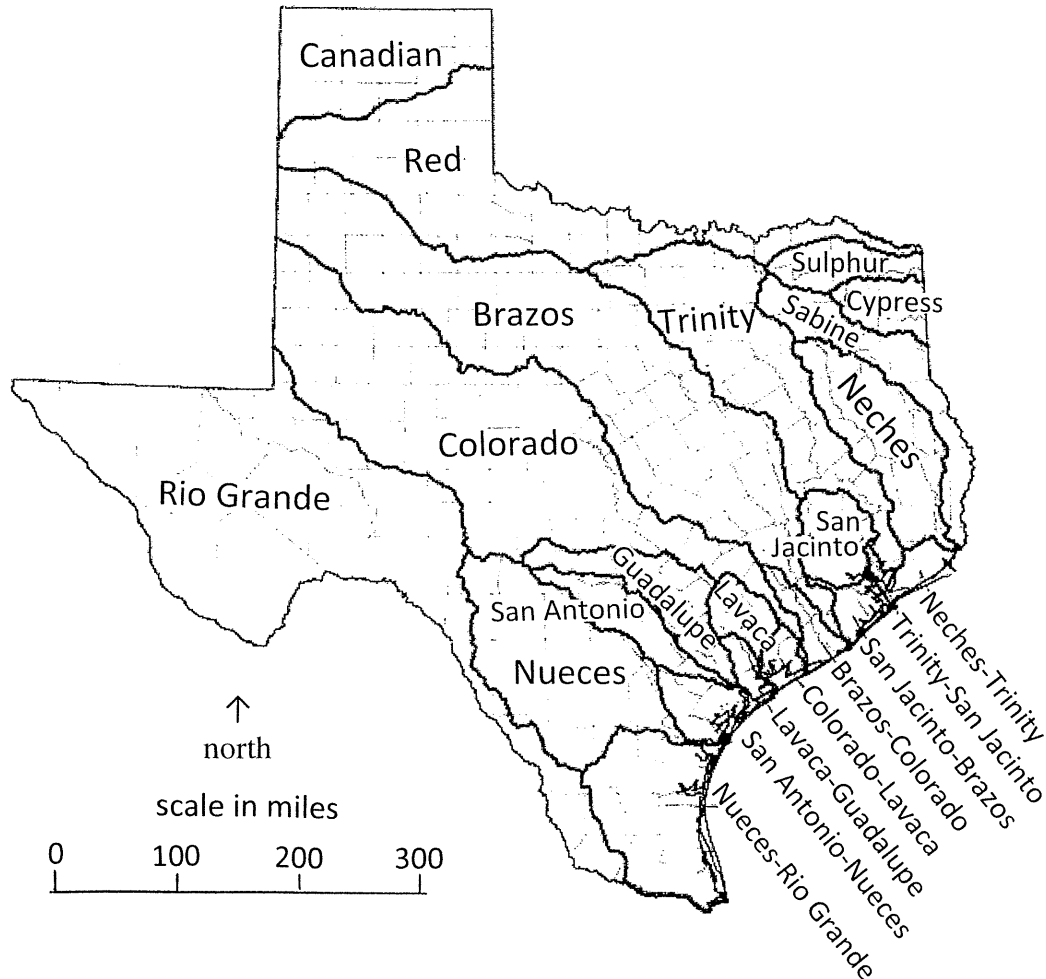 Canadian
Red
Sulphur
Cypress
Sabine
Trinity
Brazos
Neches
Colorado
Rio Grande
San
Jacinto
Guadalupe
Lavaca
San Antonio
Nueces
Neches-Trinity
Trinity-San Jacinto
San Jacinto-Brazos
Brazos-Colorado
Colorado-Lavaca
Lavaca-Guadalupe
San Antonio-Nueces
Nueces-Rio Grande
↑
north
scale in miles
0 100 200 300